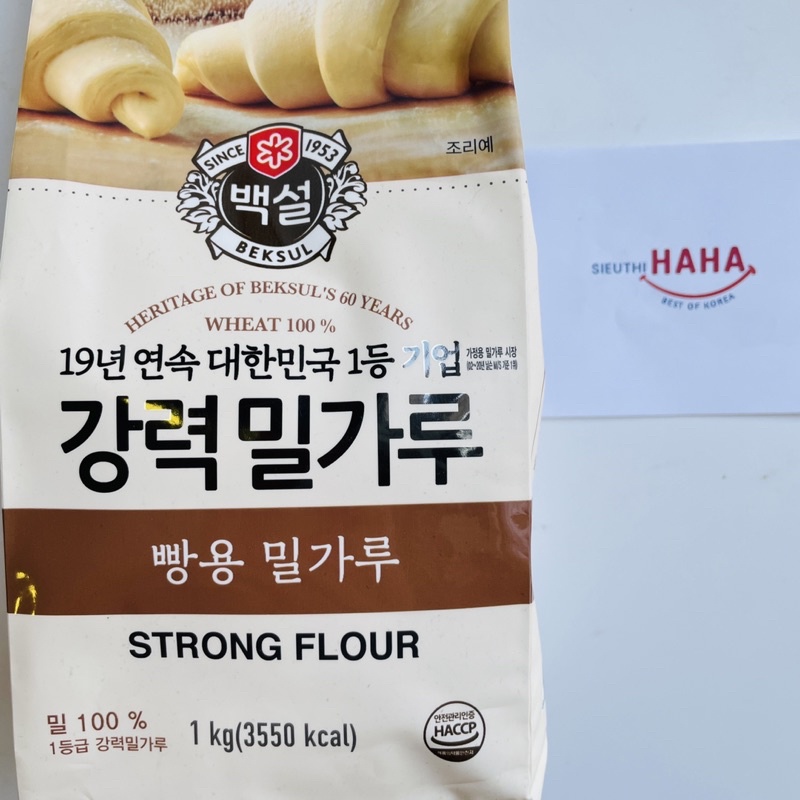 조리예
SINCE 1953
백설
BEKSUL
HERITAGE OF BEKSUL'S 60 YEARS
WHEAT 100 %
19년 연속 대한민국 1등 기업
가정용 밀가루 시장
강력 밀가루
빵용 밀가루
STRONG FLOUR
밀 100 %
1등급 강력밀가루
1 kg(3550 kcal)
안전관리인증
HACCP
SIEUTHI HAHA
BEST OF KOREA